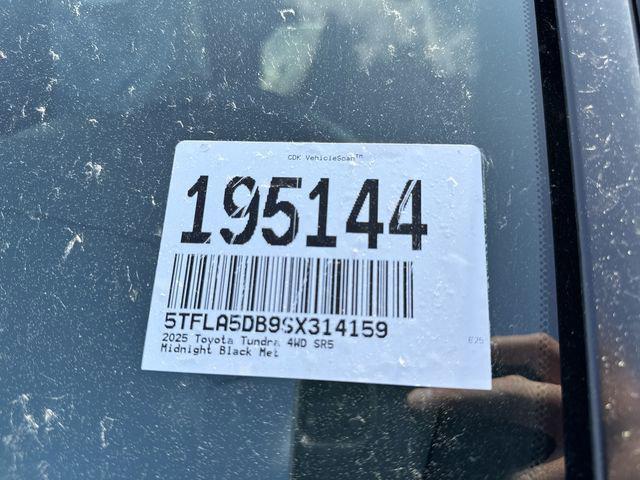 CDK VehicleScan™
195144
5TFLA5DB9SX314159
2025 Toyota Tundra 4WD SR5
Midnight Black Met
E25